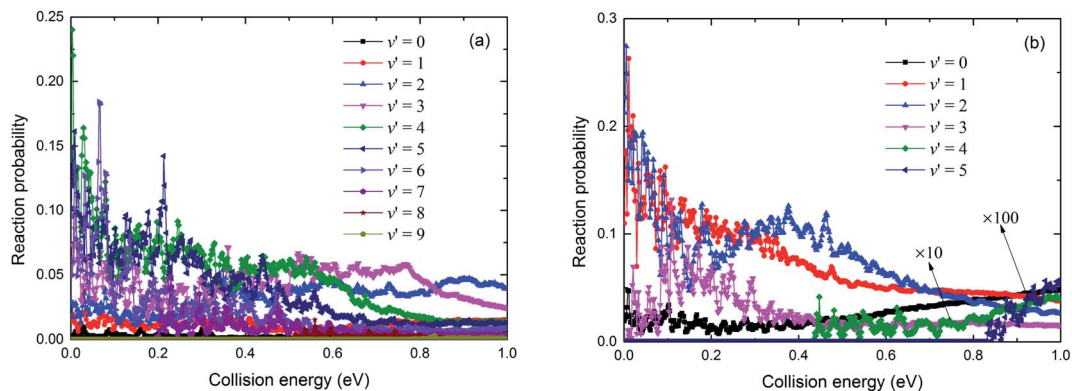 (a)
v' = 0
v' = 1
v' = 2
v' = 3
v' = 4
v' = 5
v' = 6
v' = 7
v' = 8
v' = 9
0.25
0.20
0.15
0.10
0.05
0.00
Reaction probability
0.0 0.2 0.4 0.6 0.8 1.0
Collision energy (eV)
(b)
v' = 0
v' = 1
v' = 2
v' = 3
v' = 4
v' = 5
×100
×10
0.3
0.2
0.1
0.0
Reaction probability
0.0 0.2 0.4 0.6 0.8 1.0
Collision energy (eV)